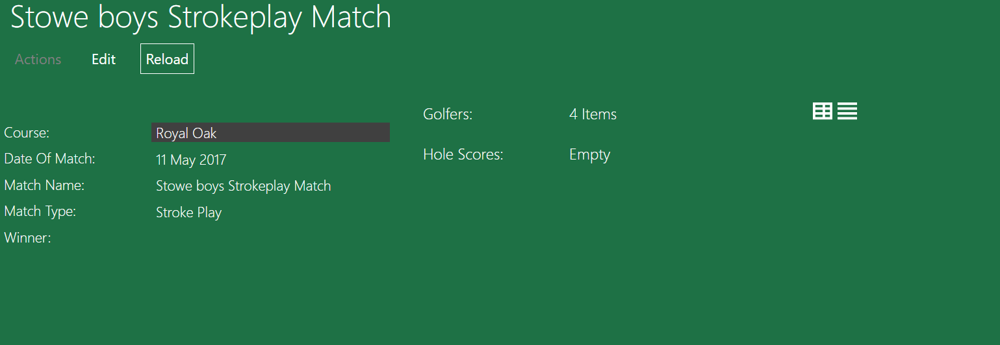 Stowe boys Strokeplay Match
Actions Edit Reload
Course: Royal Oak
Date Of Match: 11 May 2017
Match Name: Stowe boys Strokeplay Match
Match Type: Stroke Play
Winner:
Golfers: 4 Items
Hole Scores: Empty